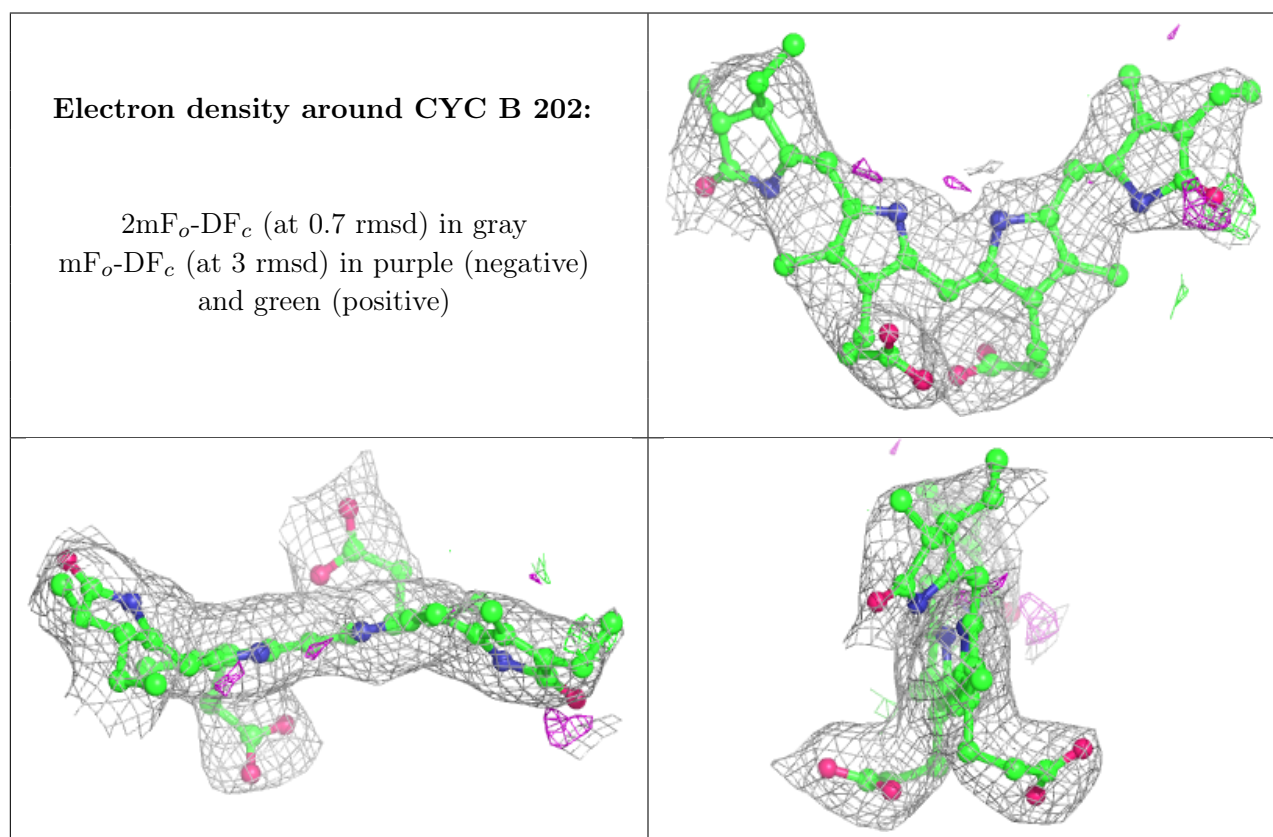 Electron density around CYC B 202:
2mFo-DFc (at 0.7 rmsd) in gray
mFo-DFc (at 3 rmsd) in purple (negative)
and green (positive)